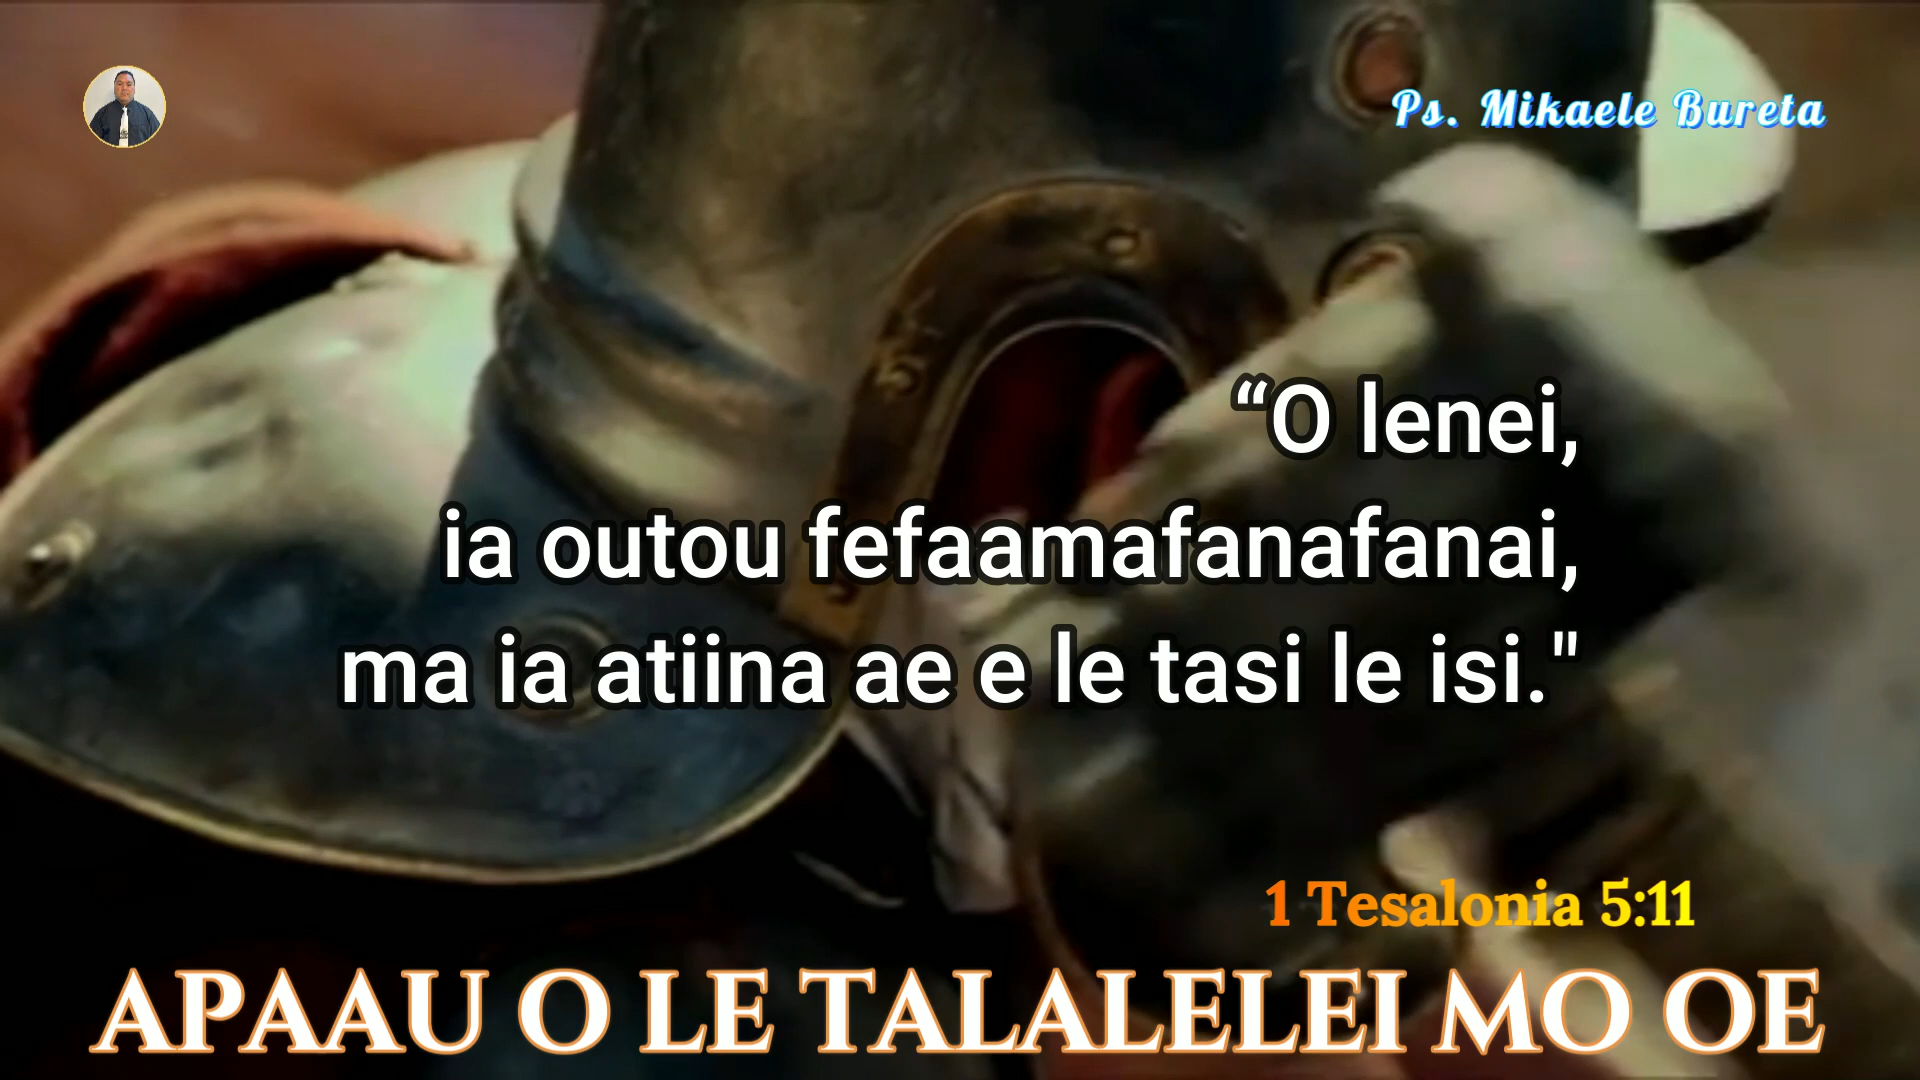 Ps. Mikaele Bureta
“O lenei,
ia outou fefaamafanafanai,
ma ia atiina ae e le tasi le isi."
1 Tesalonia 5:11
APAAU O LE TALALELEI MO OE